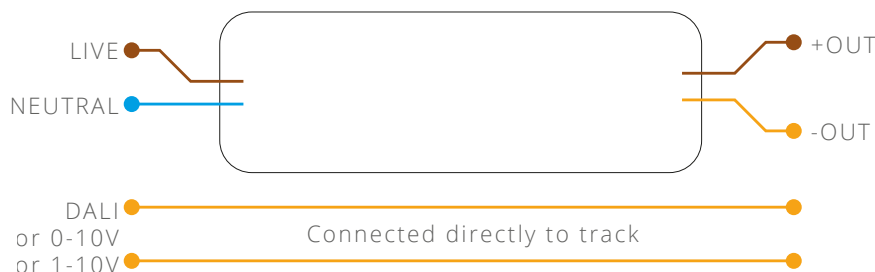 LIVE
+OUT
NEUTRAL
-OUT
DALI
or 0-10V
or 1-10V
Connected directly to track